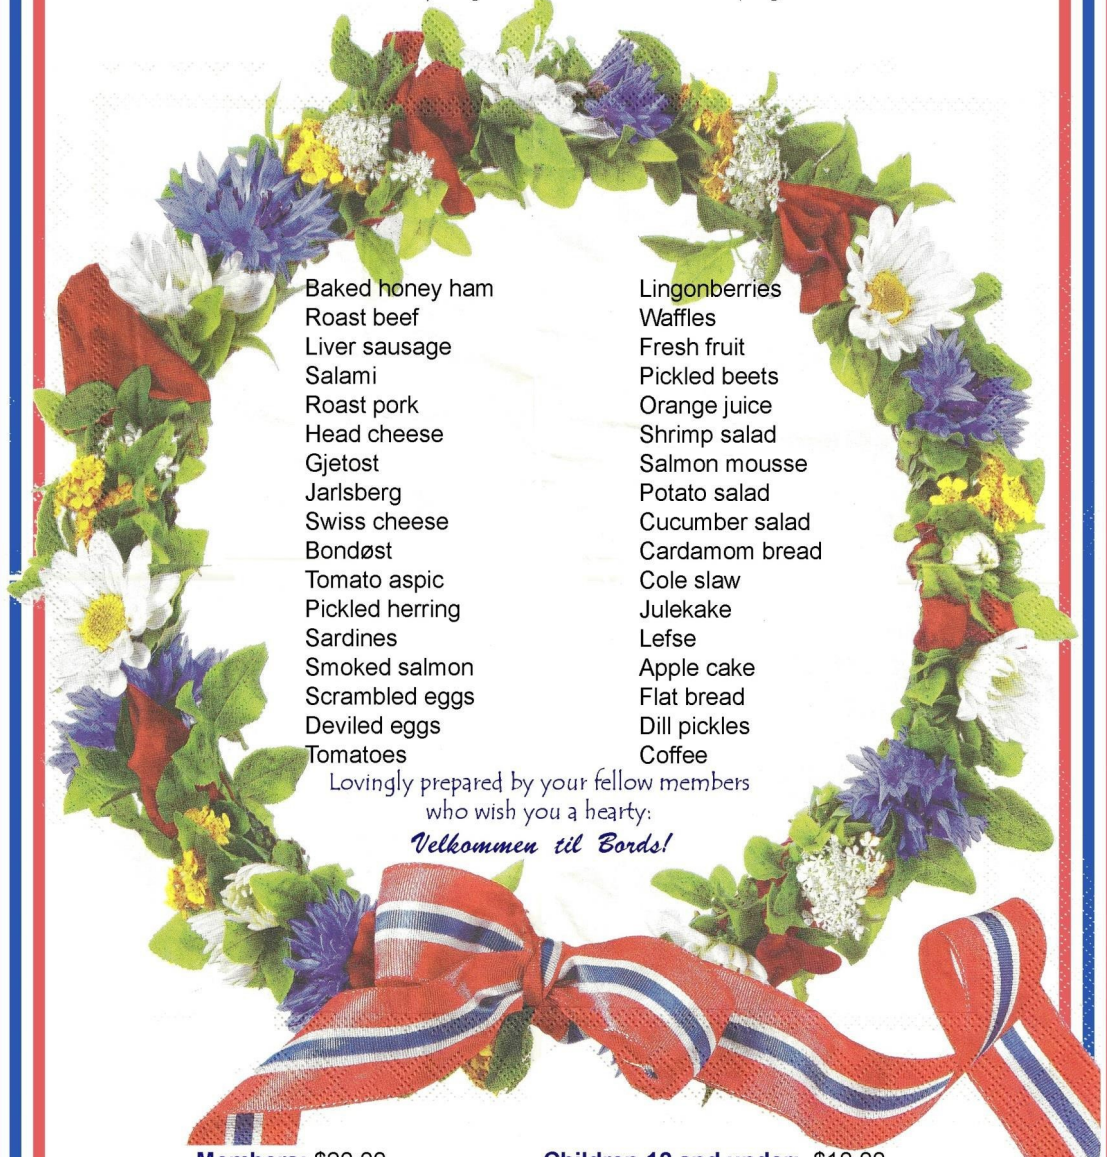 Baked honey ham
Roast beef
Liver sausage
Salami
Roast pork
Head cheese
Gjetost
Jarlsberg
Swiss cheese
Bondøst
Tomato aspic
Pickled herring
Sardines
Smoked salmon
Scrambled eggs
Deviled eggs
Tomatoes
Lingonberries
Waffles
Fresh fruit
Pickled beets
Orange juice
Shrimp salad
Salmon mousse
Potato salad
Cucumber salad
Cardamom bread
Cole slaw
Julekake
Lefse
Apple cake
Flat bread
Dill pickles
Coffee
Lovingly prepared by your fellow members
who wish you a hearty:
Velkommen til Bords!